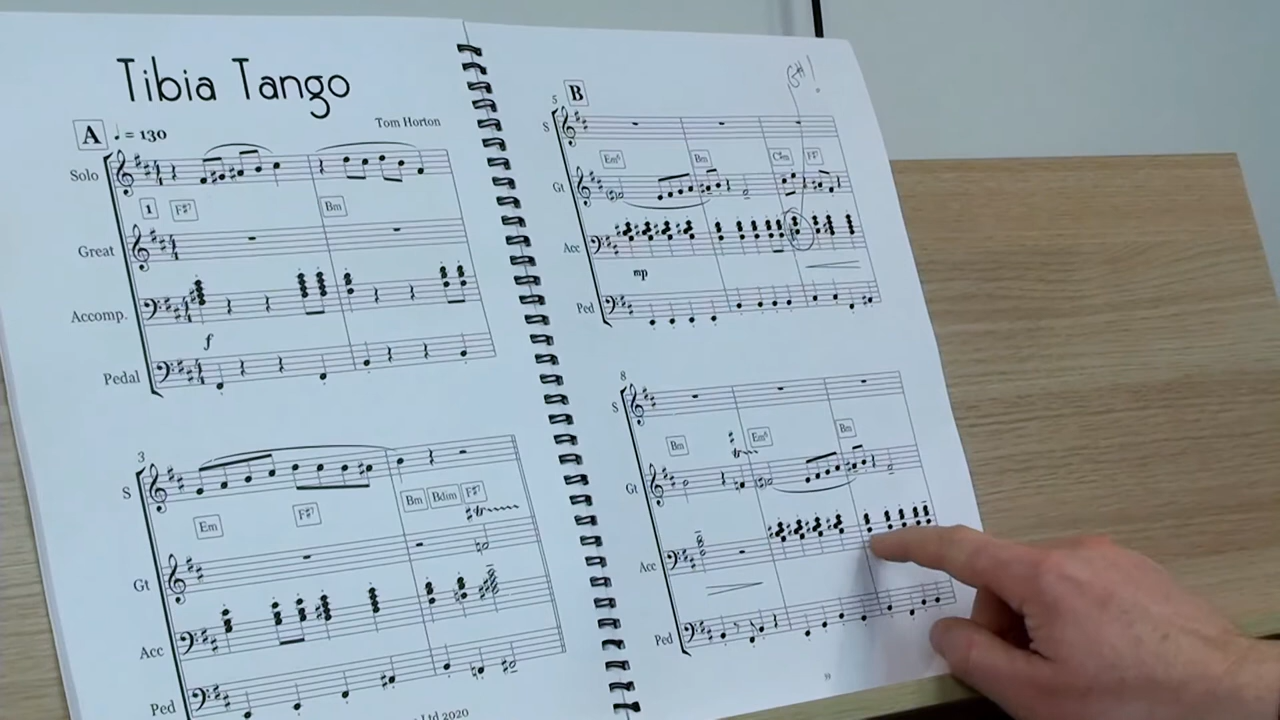 Tibia Tango
A ♩ = 130
Tom Horton
Solo
1 F#7 Bm
Great
Accomp.
f
Pedal
3
S
Em F#7 Bm Bdim F#7
tr
Gt
Acc
Ped
Ltd 2020
G#!
5 B
S
Em6 Bm C#m F#7
Gt
Acc
mp
Ped
8
S
Bm tr Em6 Bm
Gt
Acc
Ped